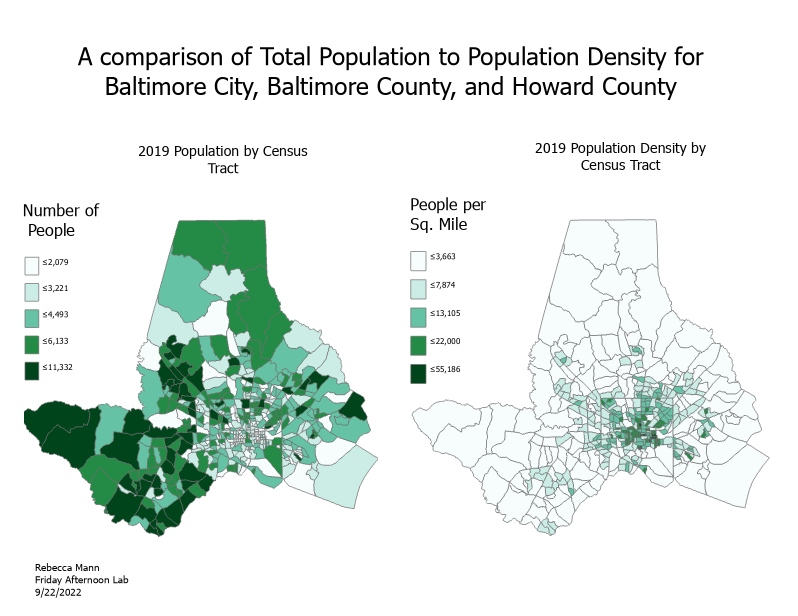 A comparison of Total Population to Population Density for
Baltimore City, Baltimore County, and Howard County
2019 Population by Census
Tract
Number of
People
≤2,079
≤3,221
≤4,493
≤6,133
≤11,332
2019 Population Density by
Census Tract
People per
Sq. Mile
≤3,663
≤7,874
≤13,105
≤22,000
≤55,186
Rebecca Mann
Friday Afternoon Lab
9/22/2022